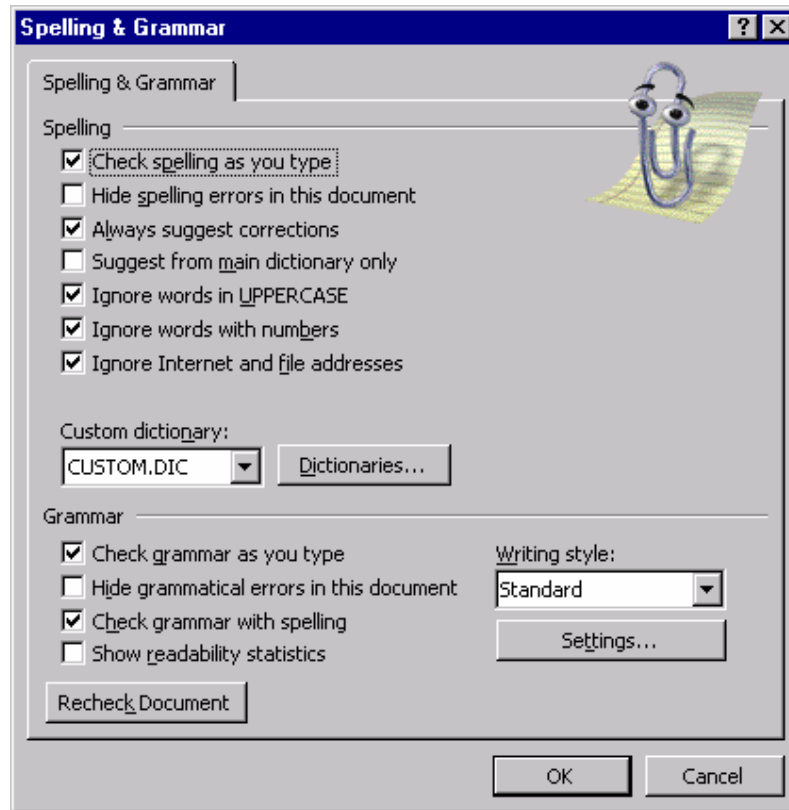 Spelling & Grammar
Spelling & Grammar
Spelling
Check spelling as you type
Hide spelling errors in this document
Always suggest corrections
Suggest from main dictionary only
Ignore words in UPPERCASE
Ignore words with numbers
Ignore Internet and file addresses
Custom dictionary:
CUSTOM.DIC
Dictionaries...
Grammar
Check grammar as you type
Hide grammatical errors in this document
Check grammar with spelling
Show readability statistics
Writing style:
Standard
Settings...
Recheck Document
OK
Cancel